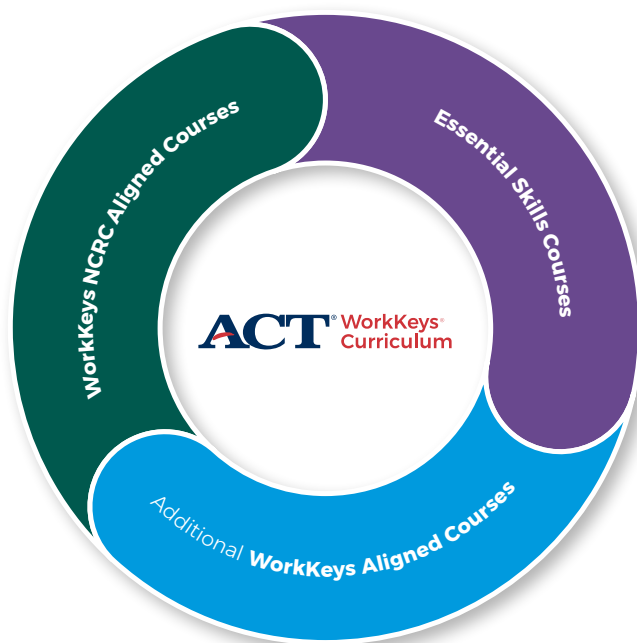 WorkKeys NCRC Aligned Courses
Essential Skills Courses
ACT® WorkKeys®
Curriculum
Additional WorkKeys Aligned Courses